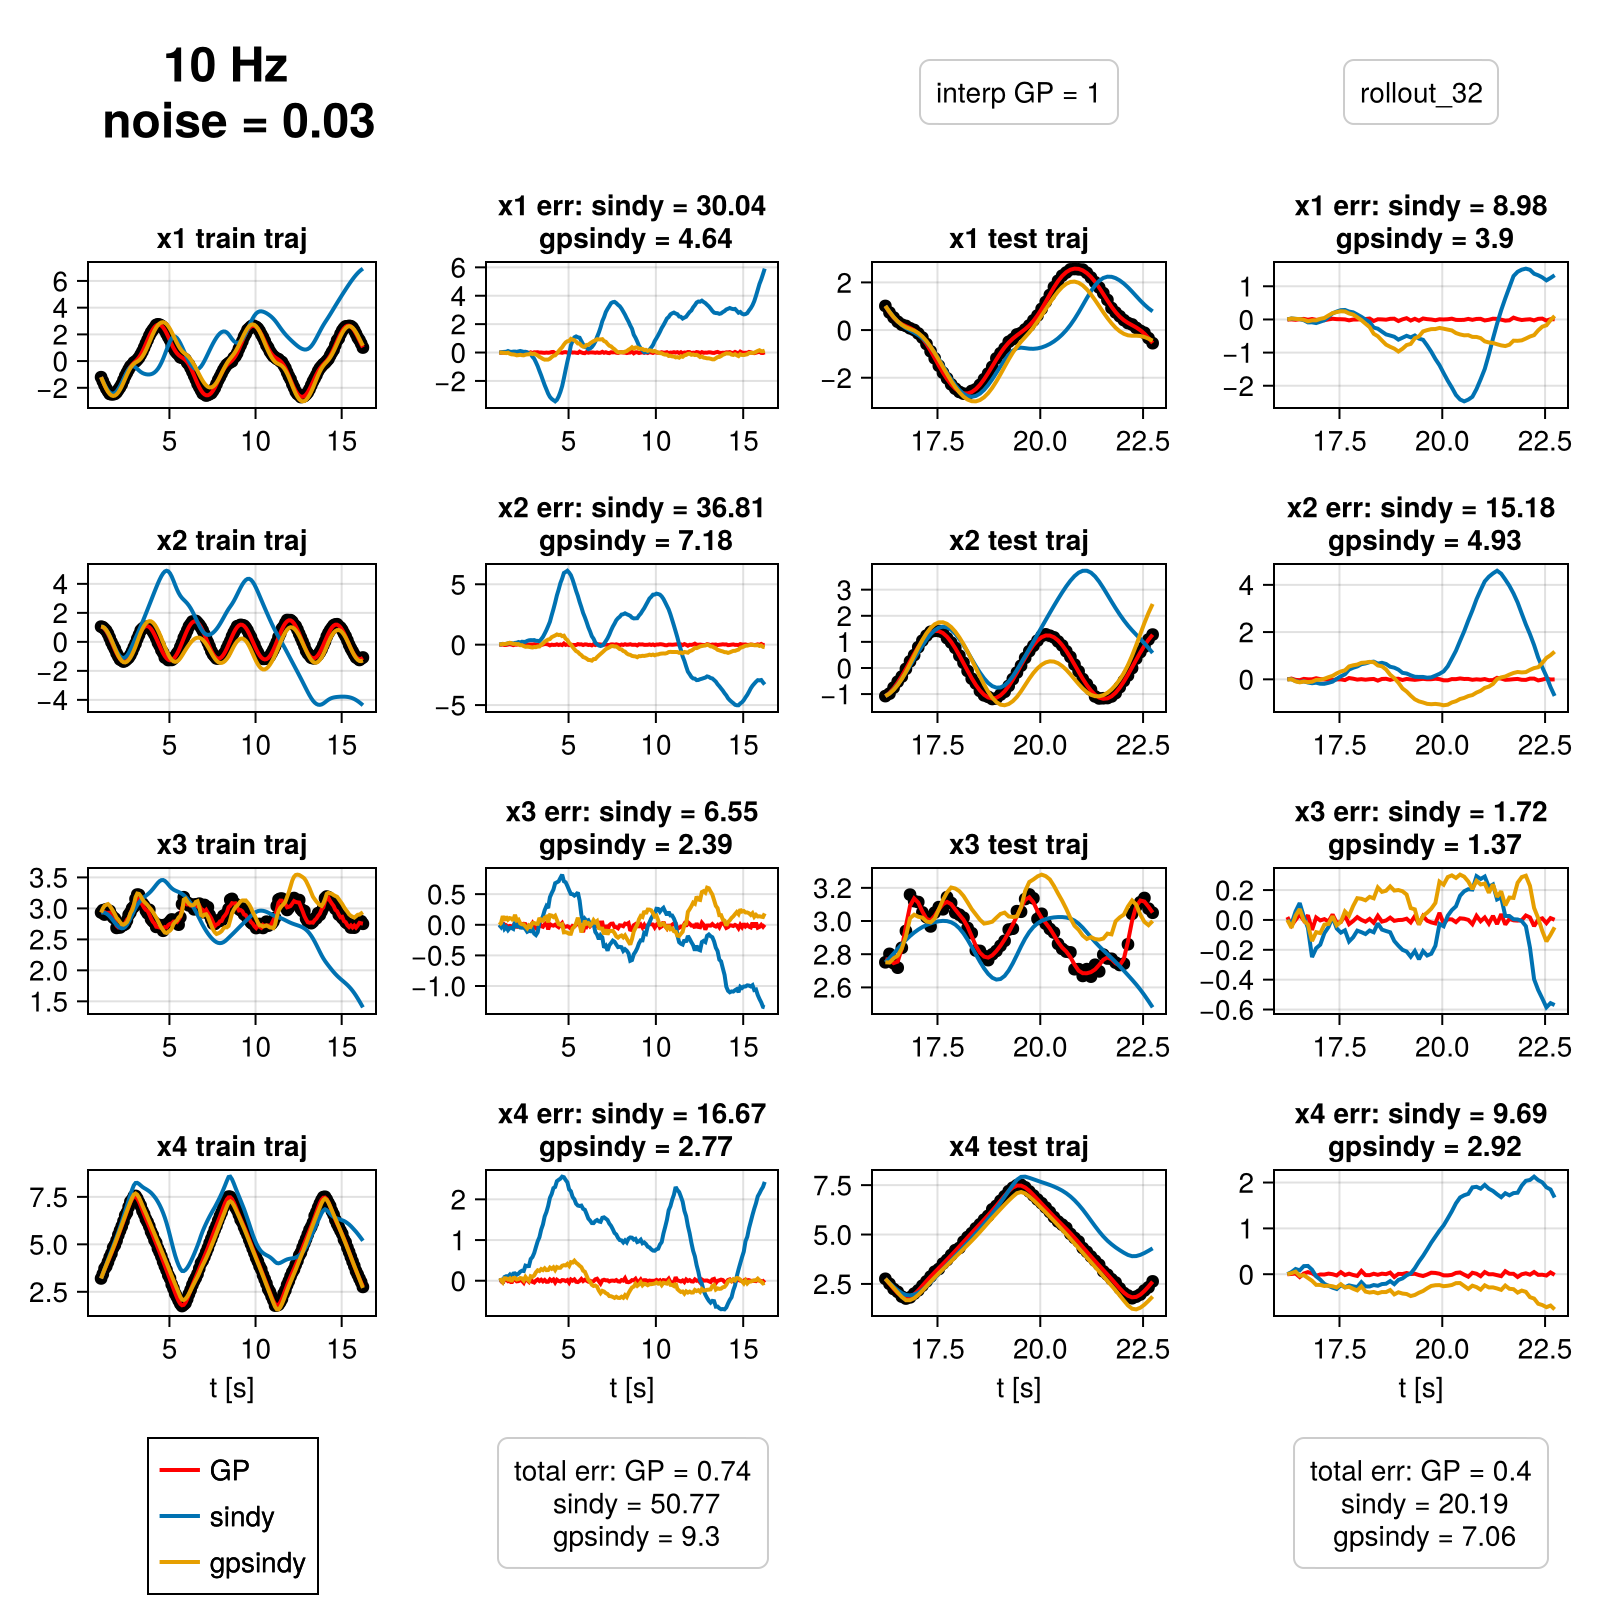 10 Hz
noise = 0.03
interp GP = 1
rollout_32
x1 train traj
6
4
2
0
−2
5
10
15
x1 err: sindy = 30.04
gpsindy = 4.64
6
4
2
0
−2
5
10
15
x1 test traj
2
0
−2
17.5
20.0
22.5
x1 err: sindy = 8.98
gpsindy = 3.9
1
0
−1
−2
17.5
20.0
22.5
x2 train traj
4
2
0
−2
−4
5
10
15
x2 err: sindy = 36.81
gpsindy = 7.18
5
0
−5
5
10
15
x2 test traj
3
2
1
0
−1
17.5
20.0
22.5
x2 err: sindy = 15.18
gpsindy = 4.93
4
2
0
17.5
20.0
22.5
x3 train traj
3.5
3.0
2.5
2.0
1.5
5
10
15
x3 err: sindy = 6.55
gpsindy = 2.39
0.5
0.0
−0.5
−1.0
5
10
15
x3 test traj
3.2
3.0
2.8
2.6
17.5
20.0
22.5
x3 err: sindy = 1.72
gpsindy = 1.37
0.2
0.0
−0.2
−0.4
−0.6
17.5
20.0
22.5
x4 train traj
7.5
5.0
2.5
5
10
15
t [s]
x4 err: sindy = 16.67
gpsindy = 2.77
2
1
0
5
10
15
t [s]
x4 test traj
7.5
5.0
2.5
17.5
20.0
22.5
t [s]
x4 err: sindy = 9.69
gpsindy = 2.92
2
1
0
17.5
20.0
22.5
t [s]
GP
sindy
gpsindy
total err: GP = 0.74
sindy = 50.77
gpsindy = 9.3
total err: GP = 0.4
sindy = 20.19
gpsindy = 7.06